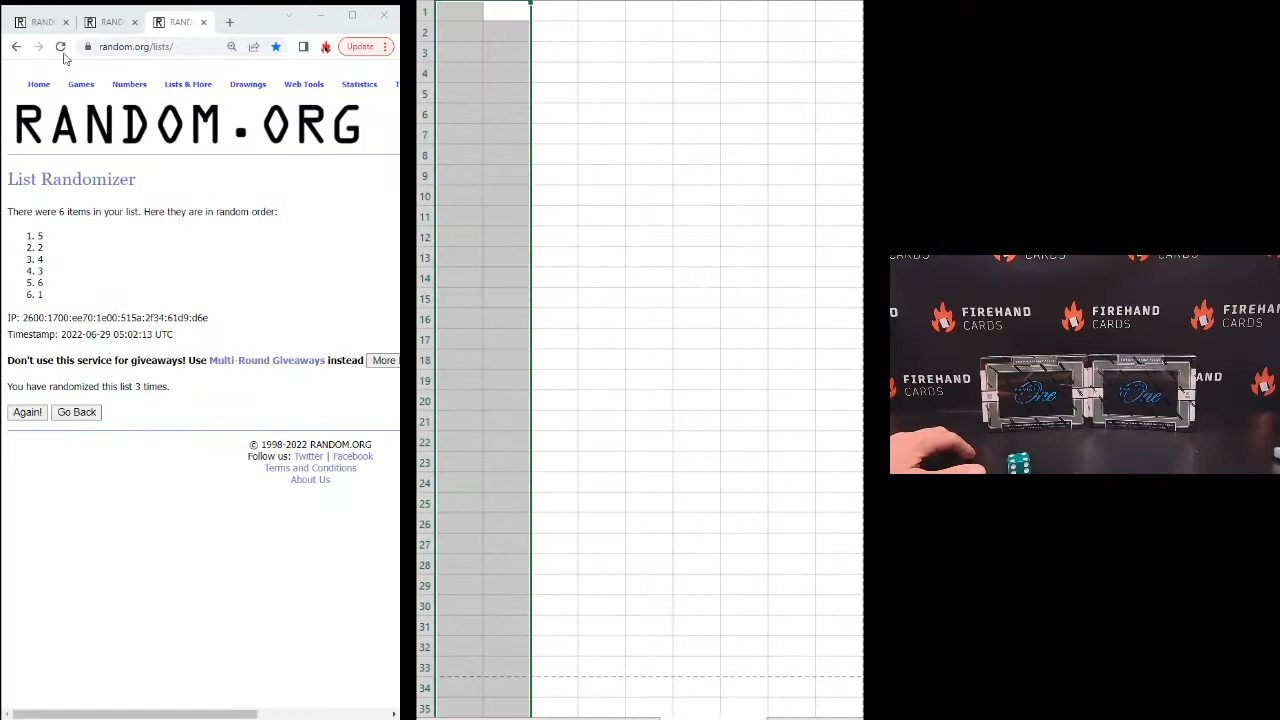 RAND
RAND
RAND
random.org/lists/
Update
Home Games Numbers Lists & More Drawings Web Tools Statistics T
RANDOM.ORG
List Randomizer
There were 6 items in your list. Here they are in random order:
1. 5
2. 2
3. 4
4. 3
5. 6
6. 1
IP: 2600:1700:ee70:1e00:515a:2f34:61d9:d6e
Timestamp: 2022-06-29 05:02:13 UTC
Don't use this service for giveaways! Use Multi-Round Giveaways instead More
You have randomized this list 3 times.
Again! Go Back
© 1998-2022 RANDOM.ORG
Follow us: Twitter | Facebook
Terms and Conditions
About Us
1
2
3
4
5
6
7
8
9
10
11
12
13
14
15
16
17
18
19
20
21
22
23
24
25
26
27
28
29
30
31
32
33
34
35
CARDS
FIREHAND
CARDS
FIREHAND
CARDS
FIREHAND
CARDS
FIREHAND
CARDS
AND
One
One